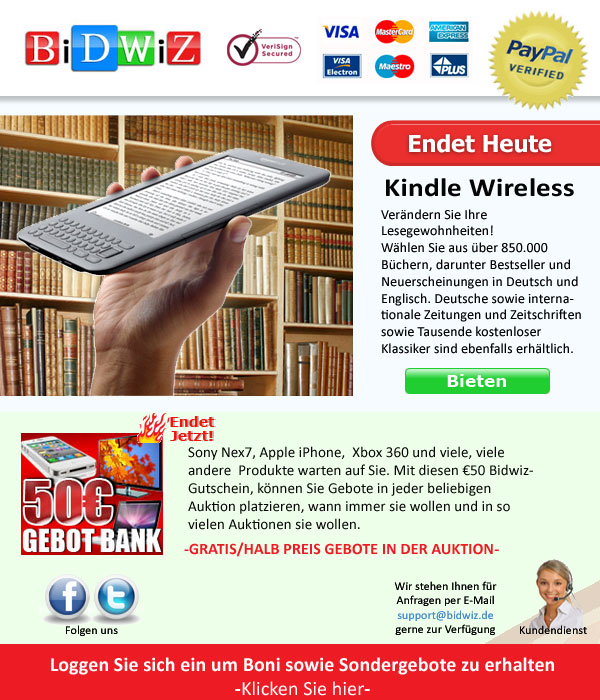 BiDWiZ
VeriSign
Secured
VISA
MasterCard
AMERICAN
EXPRESS
VISA
Electron
Maestro
PLUS
PayPal
VERIFIED
Endet Heute
Kindle Wireless
Verändern Sie Ihre
Lesegewohnheiten!
Wählen Sie aus über 850.000
Büchern, darunter Bestseller und
Neuerscheinungen in Deutsch und
Englisch. Deutsche sowie interna-
tionale Zeitungen und Zeitschriften
sowie Tausende kostenloser
Klassiker sind ebenfalls erhältlich.
Bieten
Endet
Jetzt!
50€
GEBOT BANK
Sony Nex7, Apple iPhone, Xbox 360 und viele, viele
andere Produkte warten auf Sie. Mit diesen €50 Bidwiz-
Gutschein, können Sie Gebote in jeder beliebigen
Auktion platzieren, wann immer sie wollen und in so
vielen Auktionen sie wollen.
-GRATIS/HALB PREIS GEBOTE IN DER AUKTION-
Folgen uns
Wir stehen Ihnen für
Anfragen per E-Mail
support@bidwiz.de
gerne zur Verfügung
Kundendienst
Loggen Sie sich ein um Boni sowie Sondergebote zu erhalten
-Klicken Sie hier-